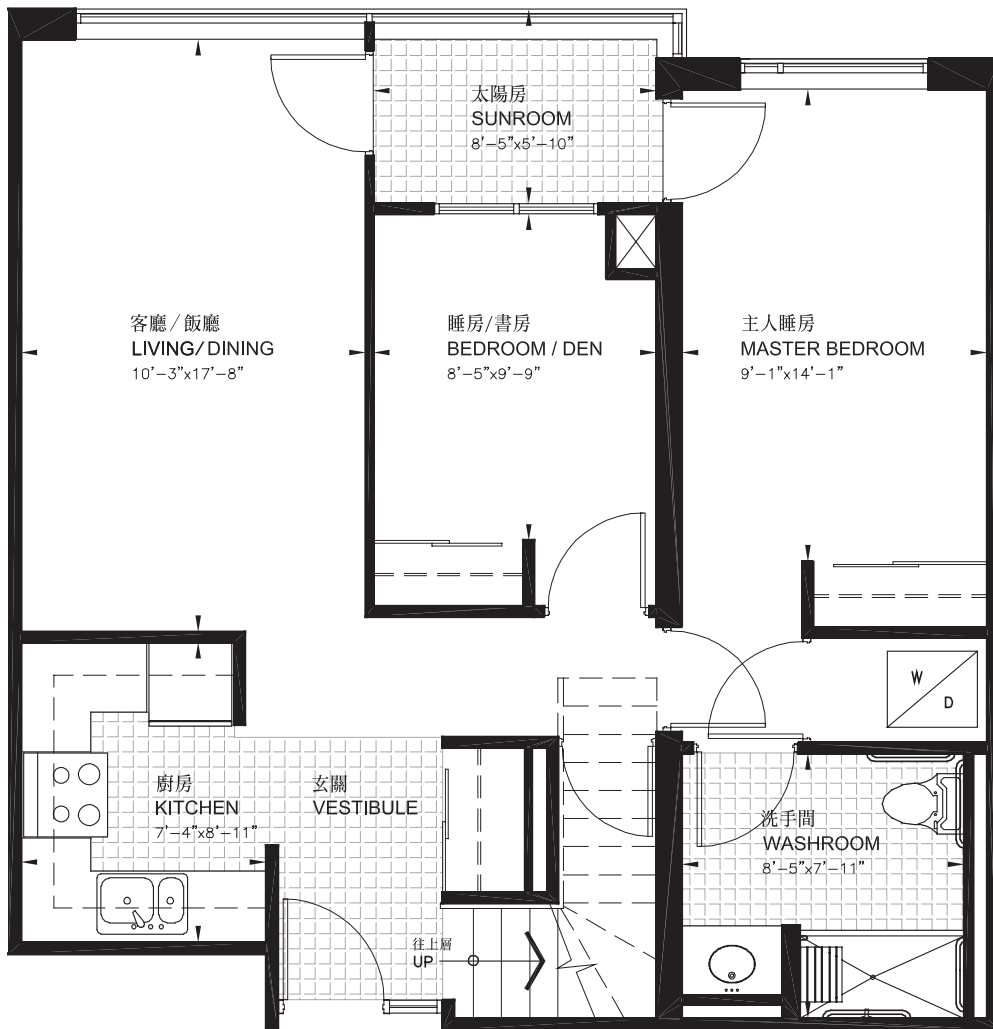 太陽房
SUNROOM
8'-5"x5'-10"
客廳/飯廳
LIVING/DINING
10'-3"x17'-8"
睡房/書房
BEDROOM / DEN
8'-5"x9'-9"
主人睡房
MASTER BEDROOM
9'-1"x14'-1"
W
D
廚房
KITCHEN
7'-4"x8'-11"
玄關
VESTIBULE
洗手間
WASHROOM
8'-5"x7'-11"
往上層
UP